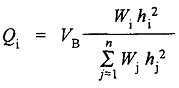 Q_i = V_B \frac{W_i h_i^2}{\sum_{j=1}^{n} W_j h_j^2}